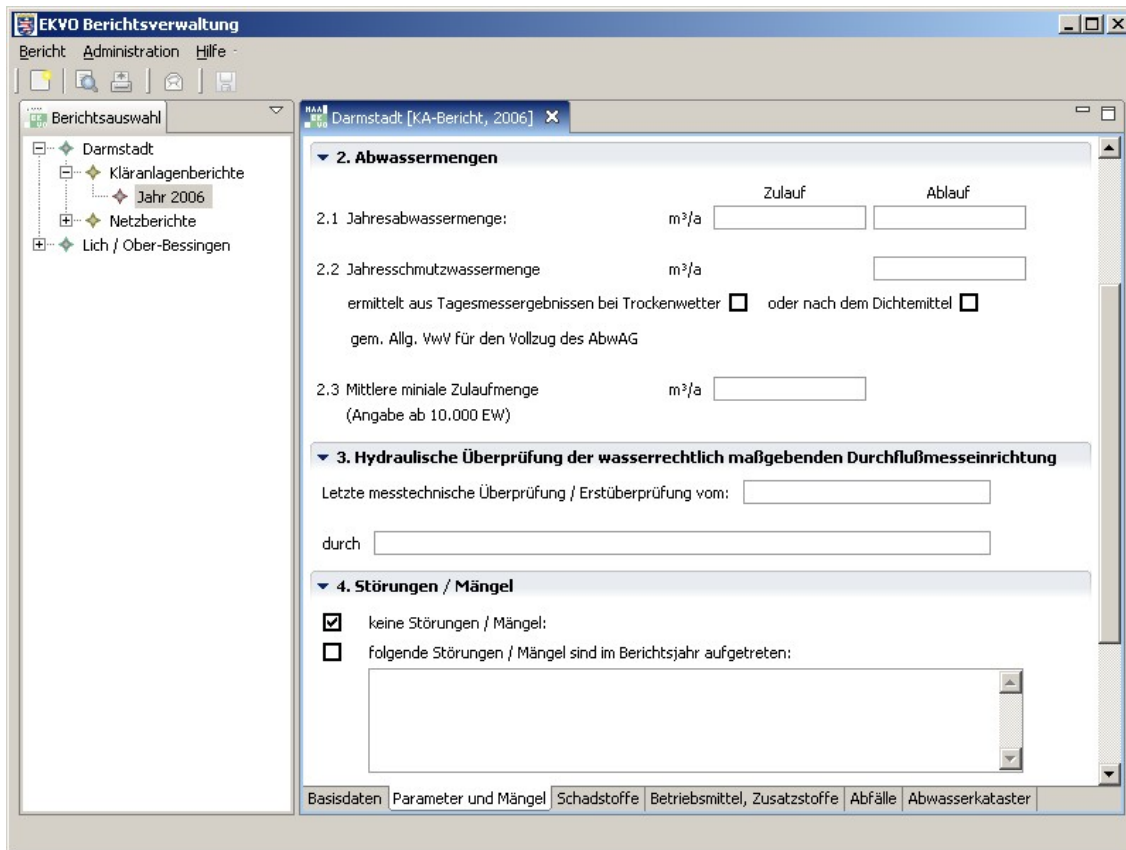 EKVO Berichtsverwaltung
Bericht Administration Hilfe
Berichtsauswahl
Darmstadt
Kläranlagenberichte
Jahr 2006
Netzberichte
Lich / Ober-Bessingen
Darmstadt [KA-Bericht, 2006]
2. Abwassermengen
Zulauf Ablauf
2.1 Jahresabwassermenge: m³/a
2.2 Jahresschmutzwassermenge m³/a
ermittelt aus Tagesmessergebnissen bei Trockenwetter oder nach dem Dichtemittel
gem. Allg. VwV für den Vollzug des AbwAG
2.3 Mittlere miniale Zulaufmenge m³/a
(Angabe ab 10.000 EW)
3. Hydraulische Überprüfung der wasserrechtlich maßgebenden Durchflußmesseinrichtung
Letzte messtechnische Überprüfung / Erstüberprüfung vom:
durch
4. Störungen / Mängel
keine Störungen / Mängel:
folgende Störungen / Mängel sind im Berichtsjahr aufgetreten:
Basisdaten Parameter und Mängel Schadstoffe Betriebsmittel, Zusatzstoffe Abfälle Abwasserkataster